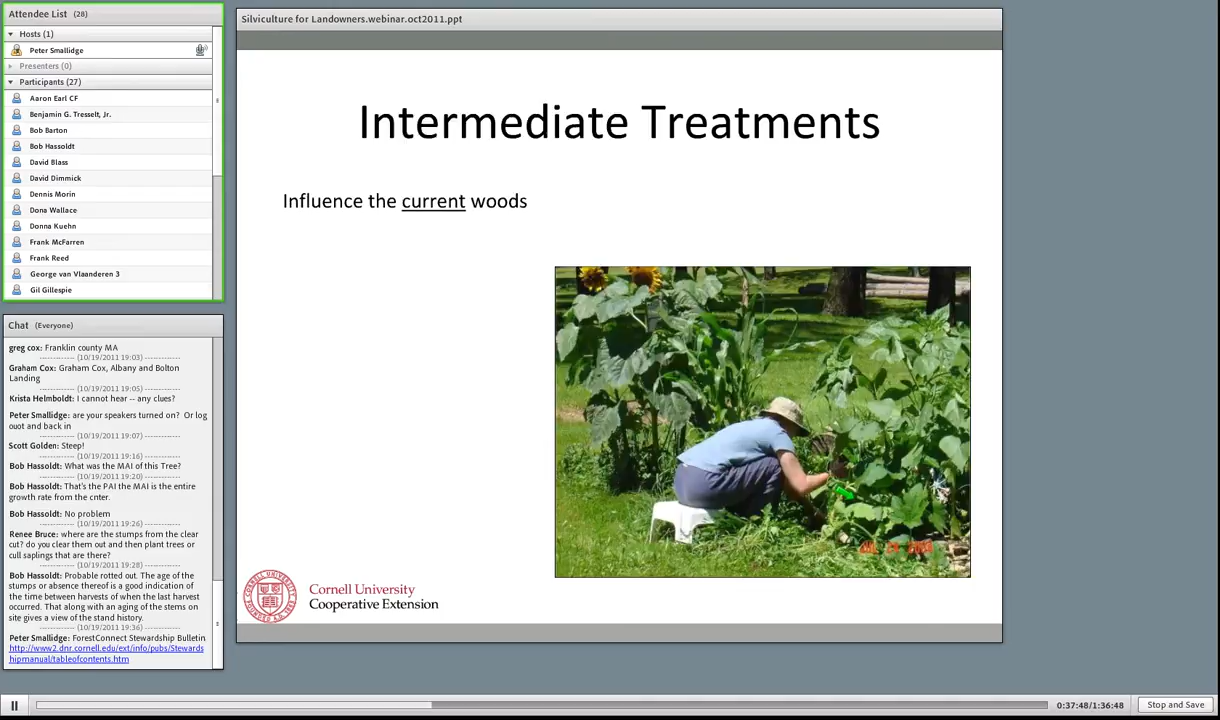 Attendee List (28)
Hosts (1)
Peter Smallidge
Presenters (0)
Participants (27)
Aaron Earl CF
Benjamin G. Tresselt, Jr.
Bob Barton
Bob Hassoldt
David Blass
David Dimmick
Dennis Morin
Dona Wallace
Donna Kuehn
Frank McFarren
Frank Reed
George van Vlaanderen 3
Gil Gillespie
Chat (Everyone)
greg cox: Franklin county MA
------------ (10/19/2011 19:03) ------------
Graham Cox: Graham Cox, Albany and Bolton
Landing
------------ (10/19/2011 19:05) ------------
Krista Helmboldt: I cannot hear -- any clues?
Peter Smallidge: are your speakers turned on? Or log
ouot and back in
------------ (10/19/2011 19:07) ------------
Scott Golden: Steep!
------------ (10/19/2011 19:16) ------------
Bob Hassoldt: What was the MAI of this Tree?
------------ (10/19/2011 19:20) ------------
Bob Hassoldt: That's the PAI the MAI is the entire
growth rate from the cnter.
Bob Hassoldt: No problem
------------ (10/19/2011 19:26) ------------
Renee Bruce: where are the stumps from the clear
cut? do you clear them out and then plant trees or
cull saplings that are there?
------------ (10/19/2011 19:28) ------------
Bob Hassoldt: Probable rotted out. The age of the
stumps or absence thereof is a good indication of
the time between harvests of when the last harvest
occurred. That along with an aging of the stems on
site gives a view of the stand history.
------------ (10/19/2011 19:36) ------------
Peter Smallidge: ForestConnect Stewardship Bulletin
http://www2.dnr.cornell.edu/ext/info/pubs/Stewards
hipmanual/tableofcontents.htm
Silviculture for Landowners.webinar.oct2011.ppt
Intermediate Treatments
Influence the current woods
Cornell University
Cooperative Extension
0:37:48/1:36:48
Stop and Save